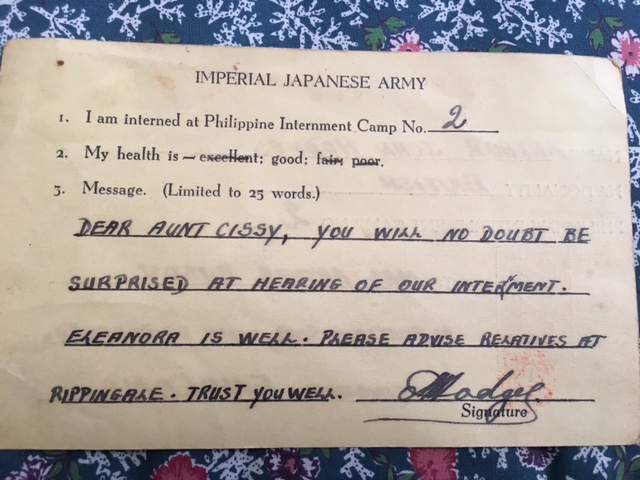 IMPERIAL JAPANESE ARMY
1. I am interned at Philippine Internment Camp No. 2
2. My health is — excellent; good; fair; poor.
3. Message. (Limited to 25 words.)
DEAR AUNT CISSY, YOU WILL NO DOUBT BE
SURPRISED AT HEARING OF OUR INTERNMENT.
ELEANORA IS WELL. PLEASE ADVISE RELATIVES AT
RIPPINGALE. TRUST YOU WELL.
Signature